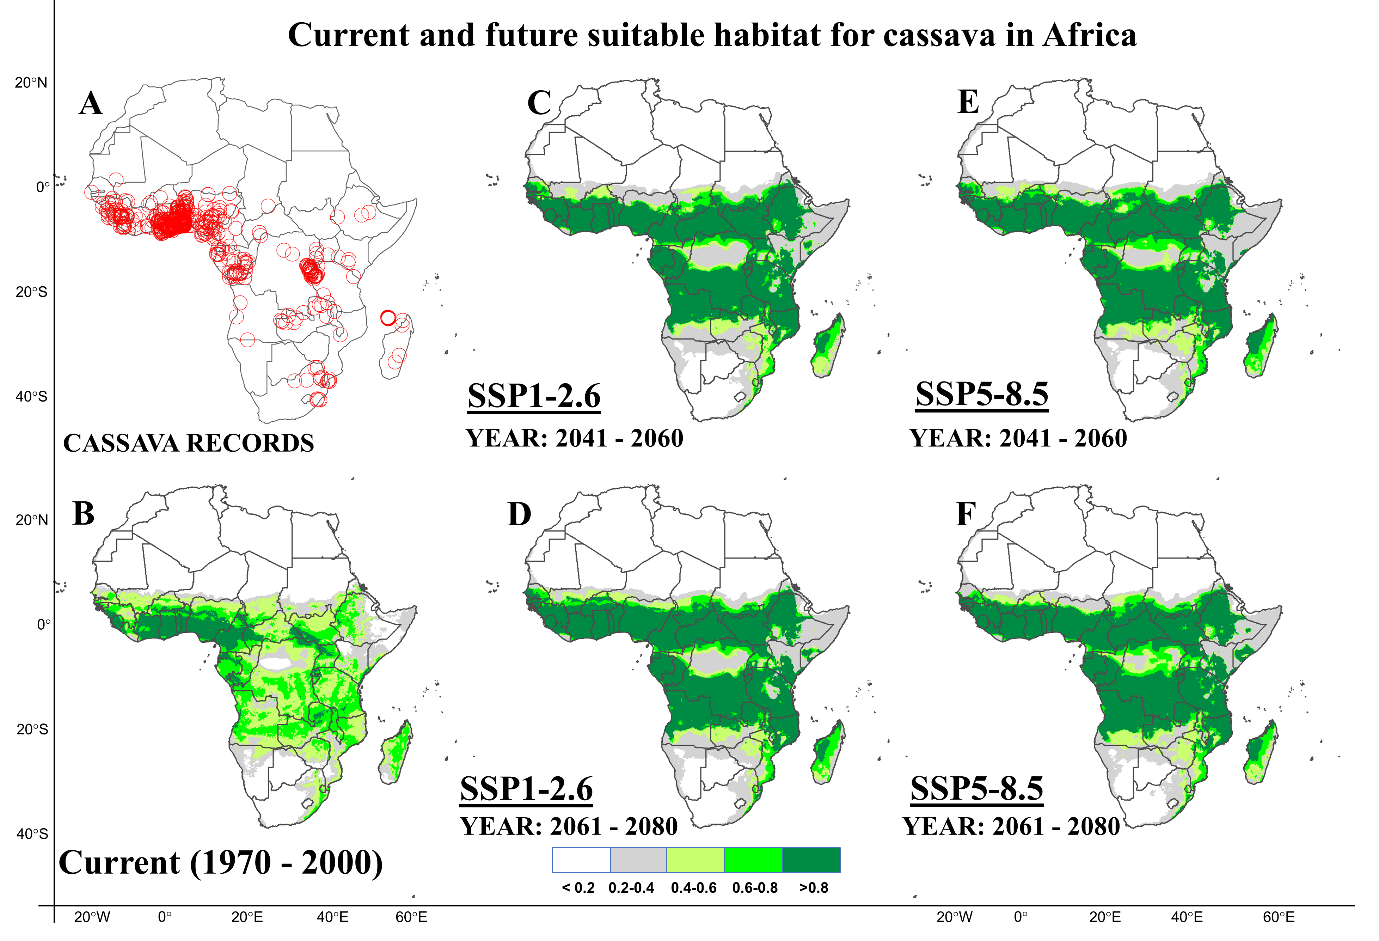 Current and future suitable habitat for cassava in Africa
A
C
E
20°N
0°
20°S
40°S
CASSAVA RECORDS
SSP1-2.6
YEAR: 2041 - 2060
SSP5-8.5
YEAR: 2041 - 2060
B
D
F
20°N
0°
20°S
40°S
Current (1970 - 2000)
SSP1-2.6
YEAR: 2061 - 2080
SSP5-8.5
YEAR: 2061 - 2080
< 0.2 0.2-0.4 0.4-0.6 0.6-0.8 >0.8
20°W 0° 20°E 40°E 60°E
20°W 0° 20°E 40°E 60°E